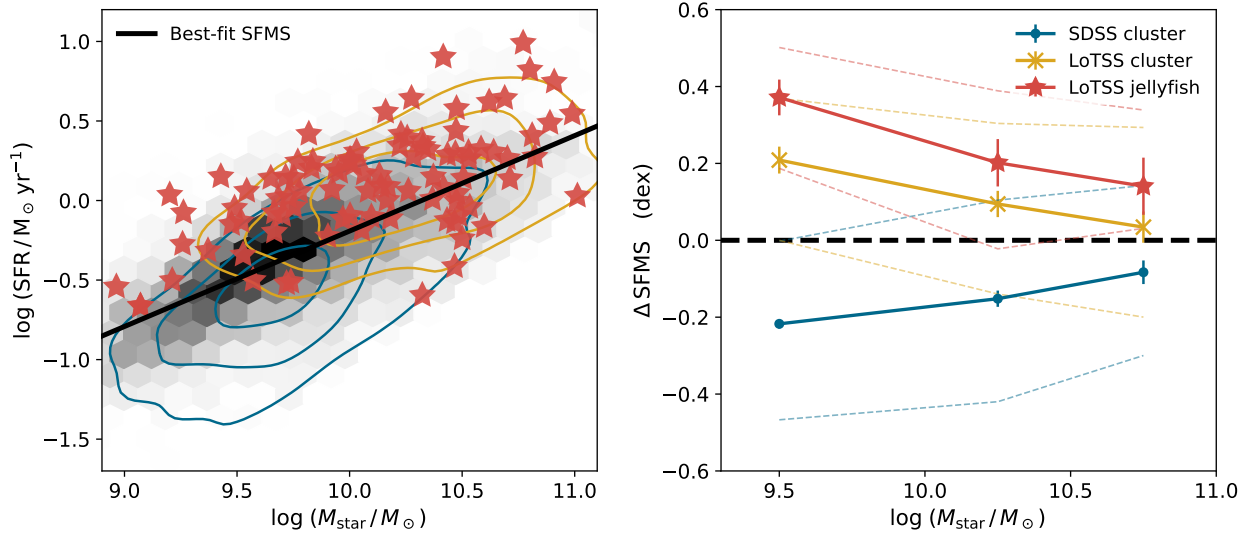 Best-fit SFMS
1.0
0.5
0.0
−0.5
−1.0
−1.5
log (SFR / M⊙ yr⁻¹)
9.0 9.5 10.0 10.5 11.0
log (Mstar / M⊙)
SDSS cluster
LoTSS cluster
LoTSS jellyfish
0.6
0.4
0.2
0.0
−0.2
−0.4
−0.6
ΔSFMS (dex)
9.5 10.0 10.5 11.0
log (Mstar / M⊙)